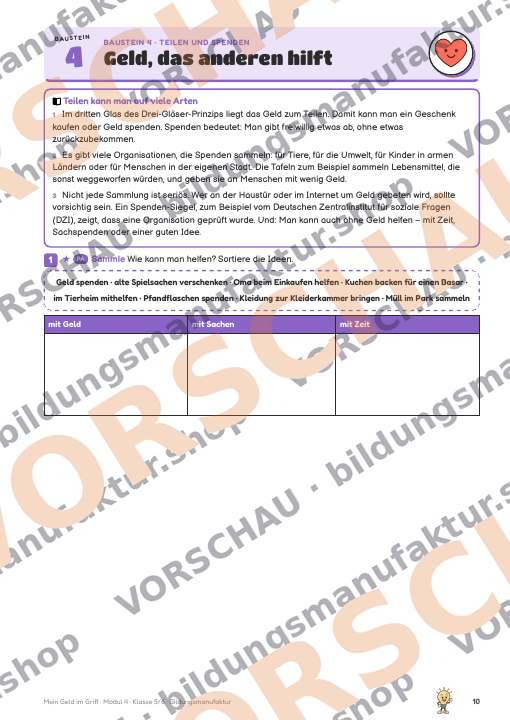 BAUSTEIN
4
BAUSTEIN 4 · TEILEN UND SPENDEN
Geld, das anderen hilft
Teilen kann man auf viele Arten
1 Im dritten Glas des Drei-Gläser-Prinzips liegt das Geld zum Teilen. Damit kann man ein Geschenk
kaufen oder Geld spenden. Spenden bedeutet: Man gibt freiwillig etwas ab, ohne etwas
zurückzubekommen.
2 Es gibt viele Organisationen, die Spenden sammeln: für Tiere, für die Umwelt, für Kinder in armen
Ländern oder für Menschen in der eigenen Stadt. Die Tafeln zum Beispiel sammeln Lebensmittel, die
sonst weggeworfen würden, und geben sie an Menschen mit wenig Geld.
3 Nicht jede Sammlung ist seriös. Wer an der Haustür oder im Internet um Geld gebeten wird, sollte
vorsichtig sein. Ein Spenden-Siegel, zum Beispiel vom Deutschen Zentralinstitut für soziale Fragen
(DZI), zeigt, dass eine Organisation geprüft wurde. Und: Man kann auch ohne Geld helfen – mit Zeit,
Sachspenden oder einer guten Idee.
1 ★ PA Sammle Wie kann man helfen? Sortiere die Ideen.
Geld spenden · alte Spielsachen verschenken · Oma beim Einkaufen helfen · Kuchen backen für einen Basar ·
im Tierheim mithelfen · Pfandflaschen spenden · Kleidung zur Kleiderkammer bringen · Müll im Park sammeln
mit Geld mit Sachen mit Zeit
VORSCHAU · bildungsmanufaktur.shop
VORSCHAU
Mein Geld im Griff · Modul 4 · Klasse 5/6 · Bildungsmanufaktur
10